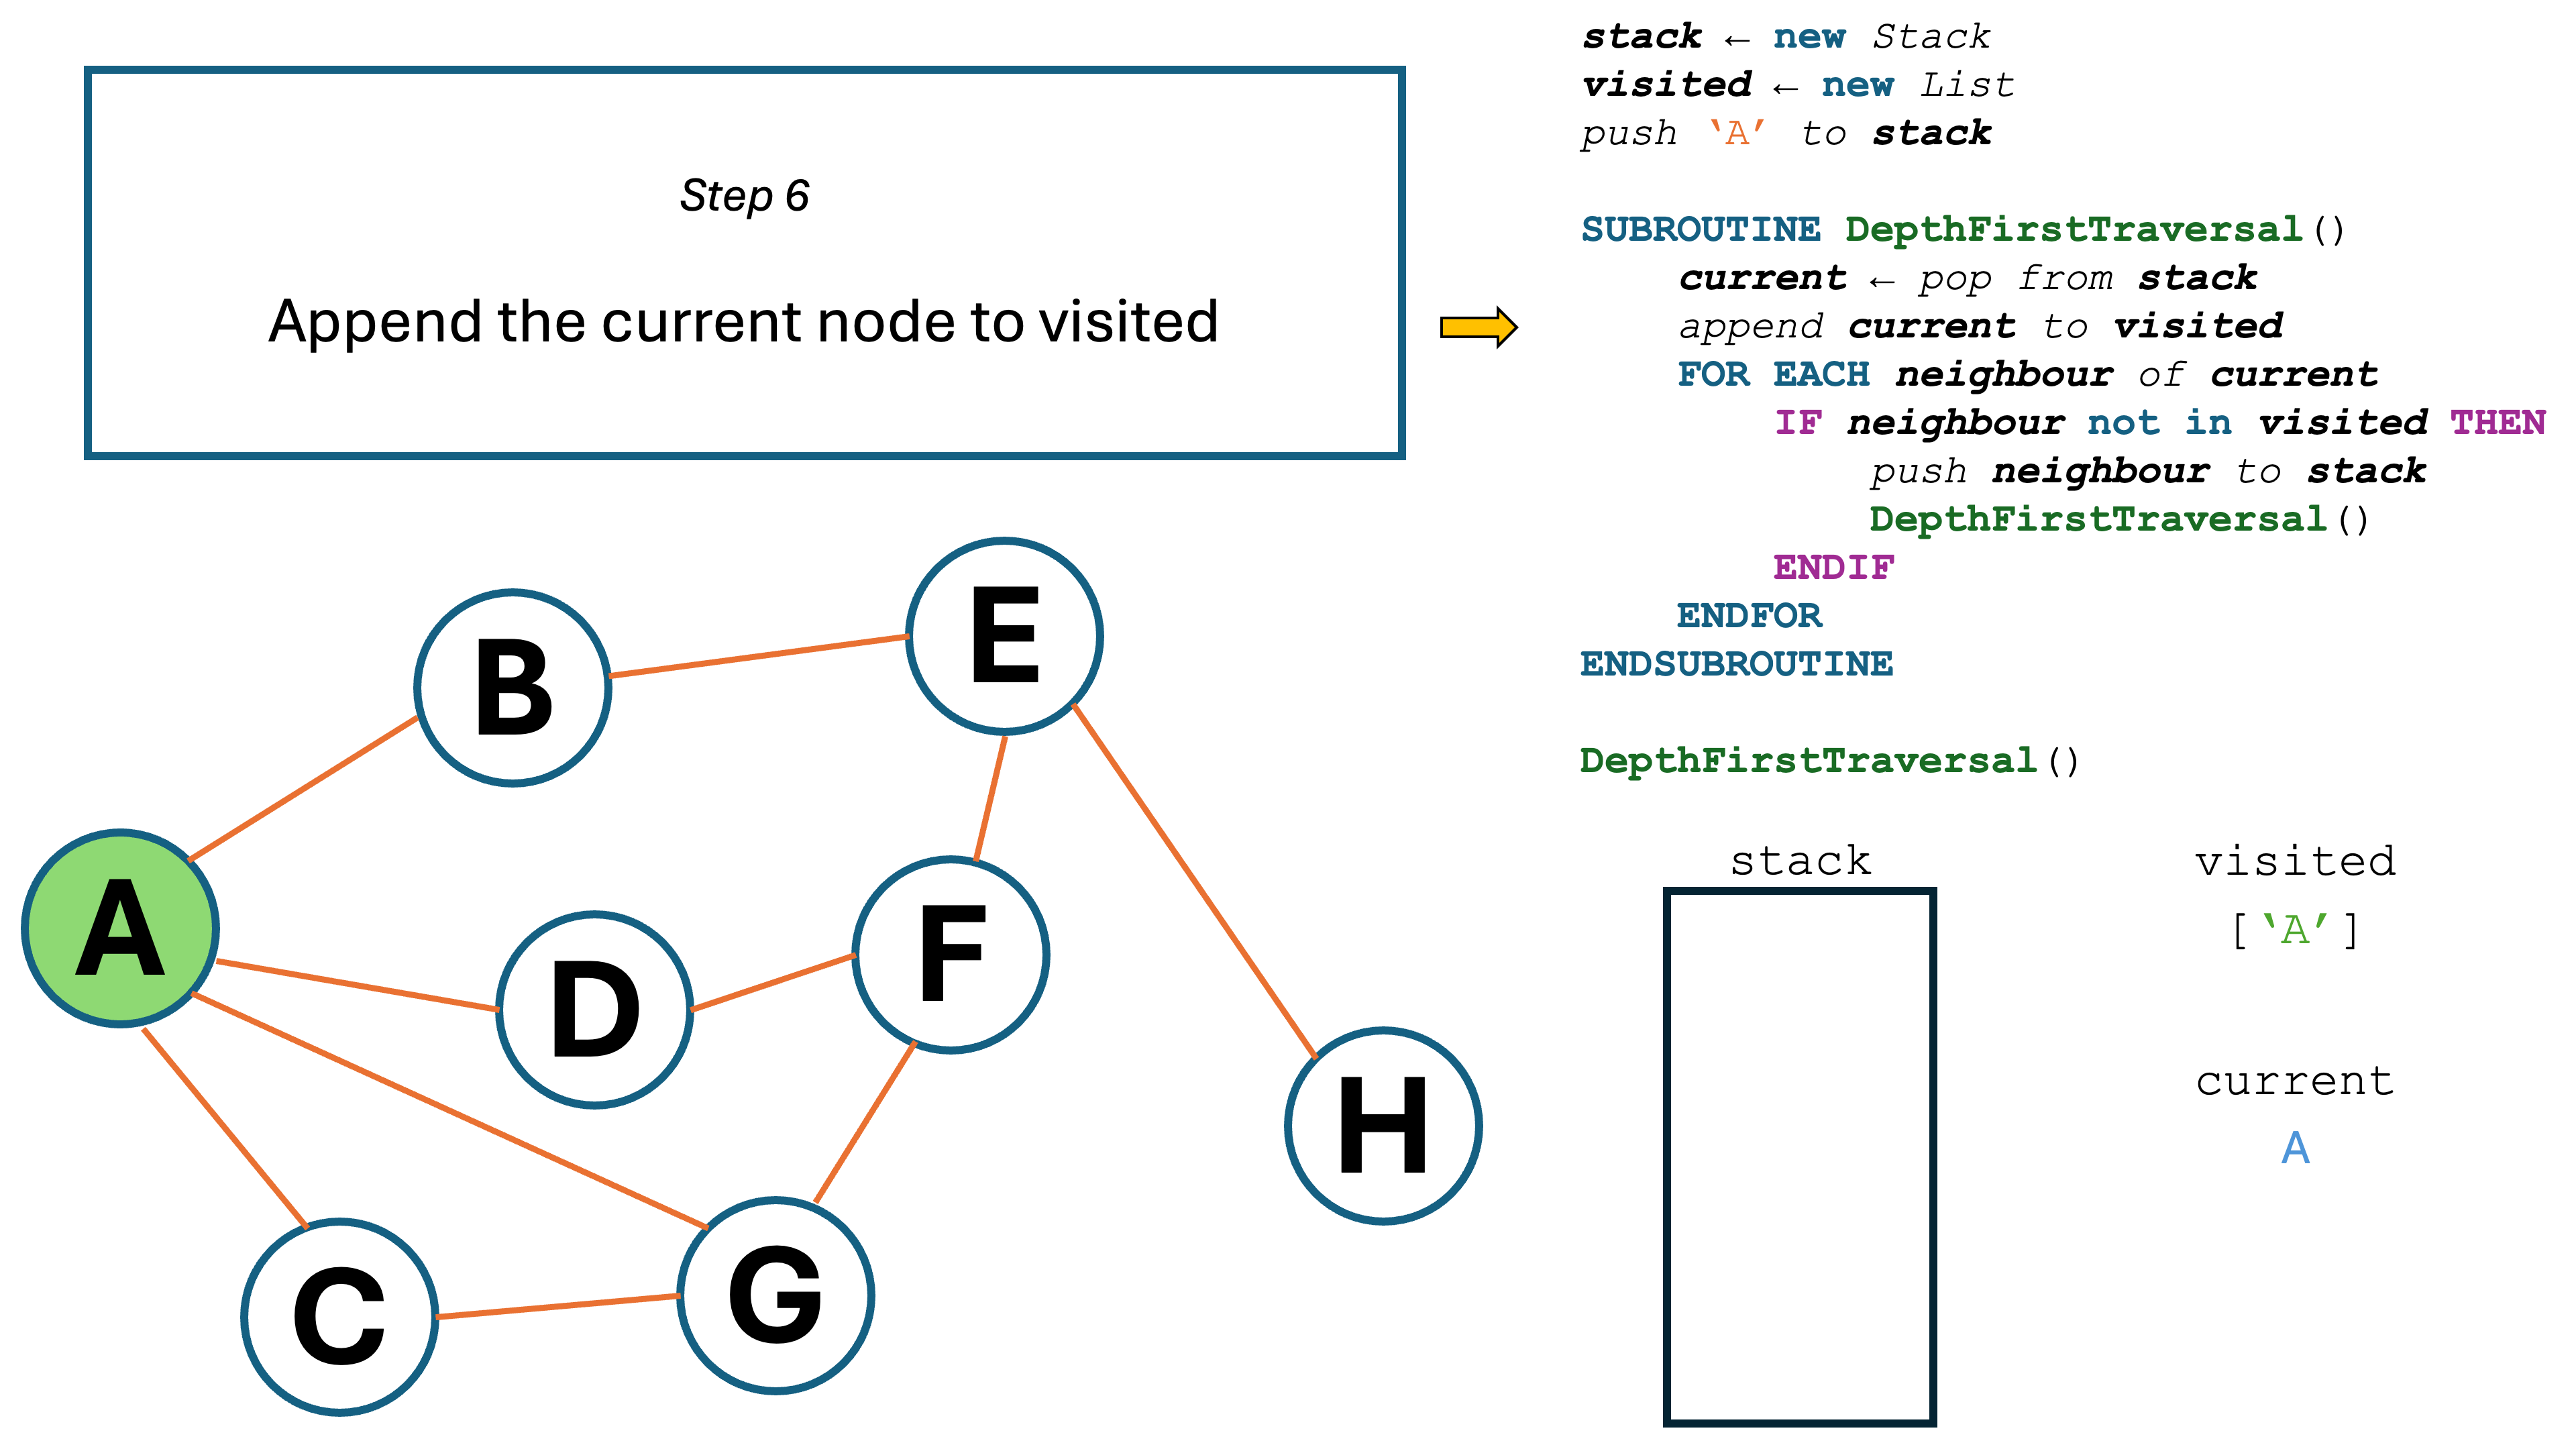 Step 6
Append the current node to visited
stack ← new Stack
visited ← new List
push ‘A’ to stack
SUBROUTINE DepthFirstTraversal()
current ← pop from stack
append current to visited
FOR EACH neighbour of current
IF neighbour not in visited THEN
push neighbour to stack
DepthFirstTraversal()
ENDIF
ENDFOR
ENDSUBROUTINE
DepthFirstTraversal()
B
E
A
D
F
C
G
H
stack
visited
[‘A’]
current
A